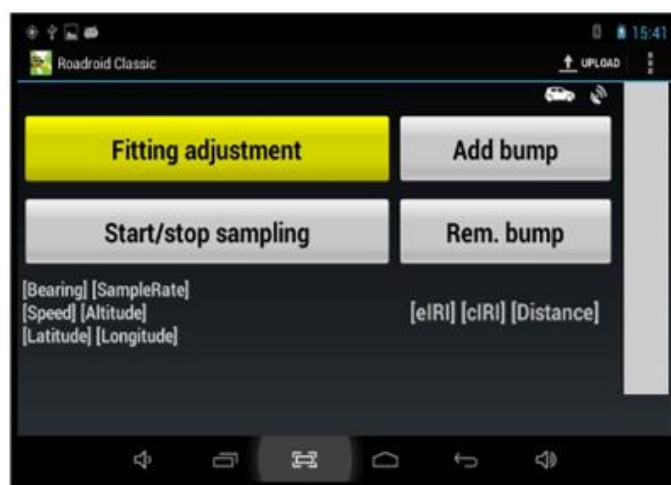 15:41
Roadroid Classic
UPLOAD
Fitting adjustment
Add bump
Start/stop sampling
Rem. bump
[Bearing] [SampleRate]
[Speed] [Altitude]
[Latitude] [Longitude]
[eIRI] [cIRI] [Distance]